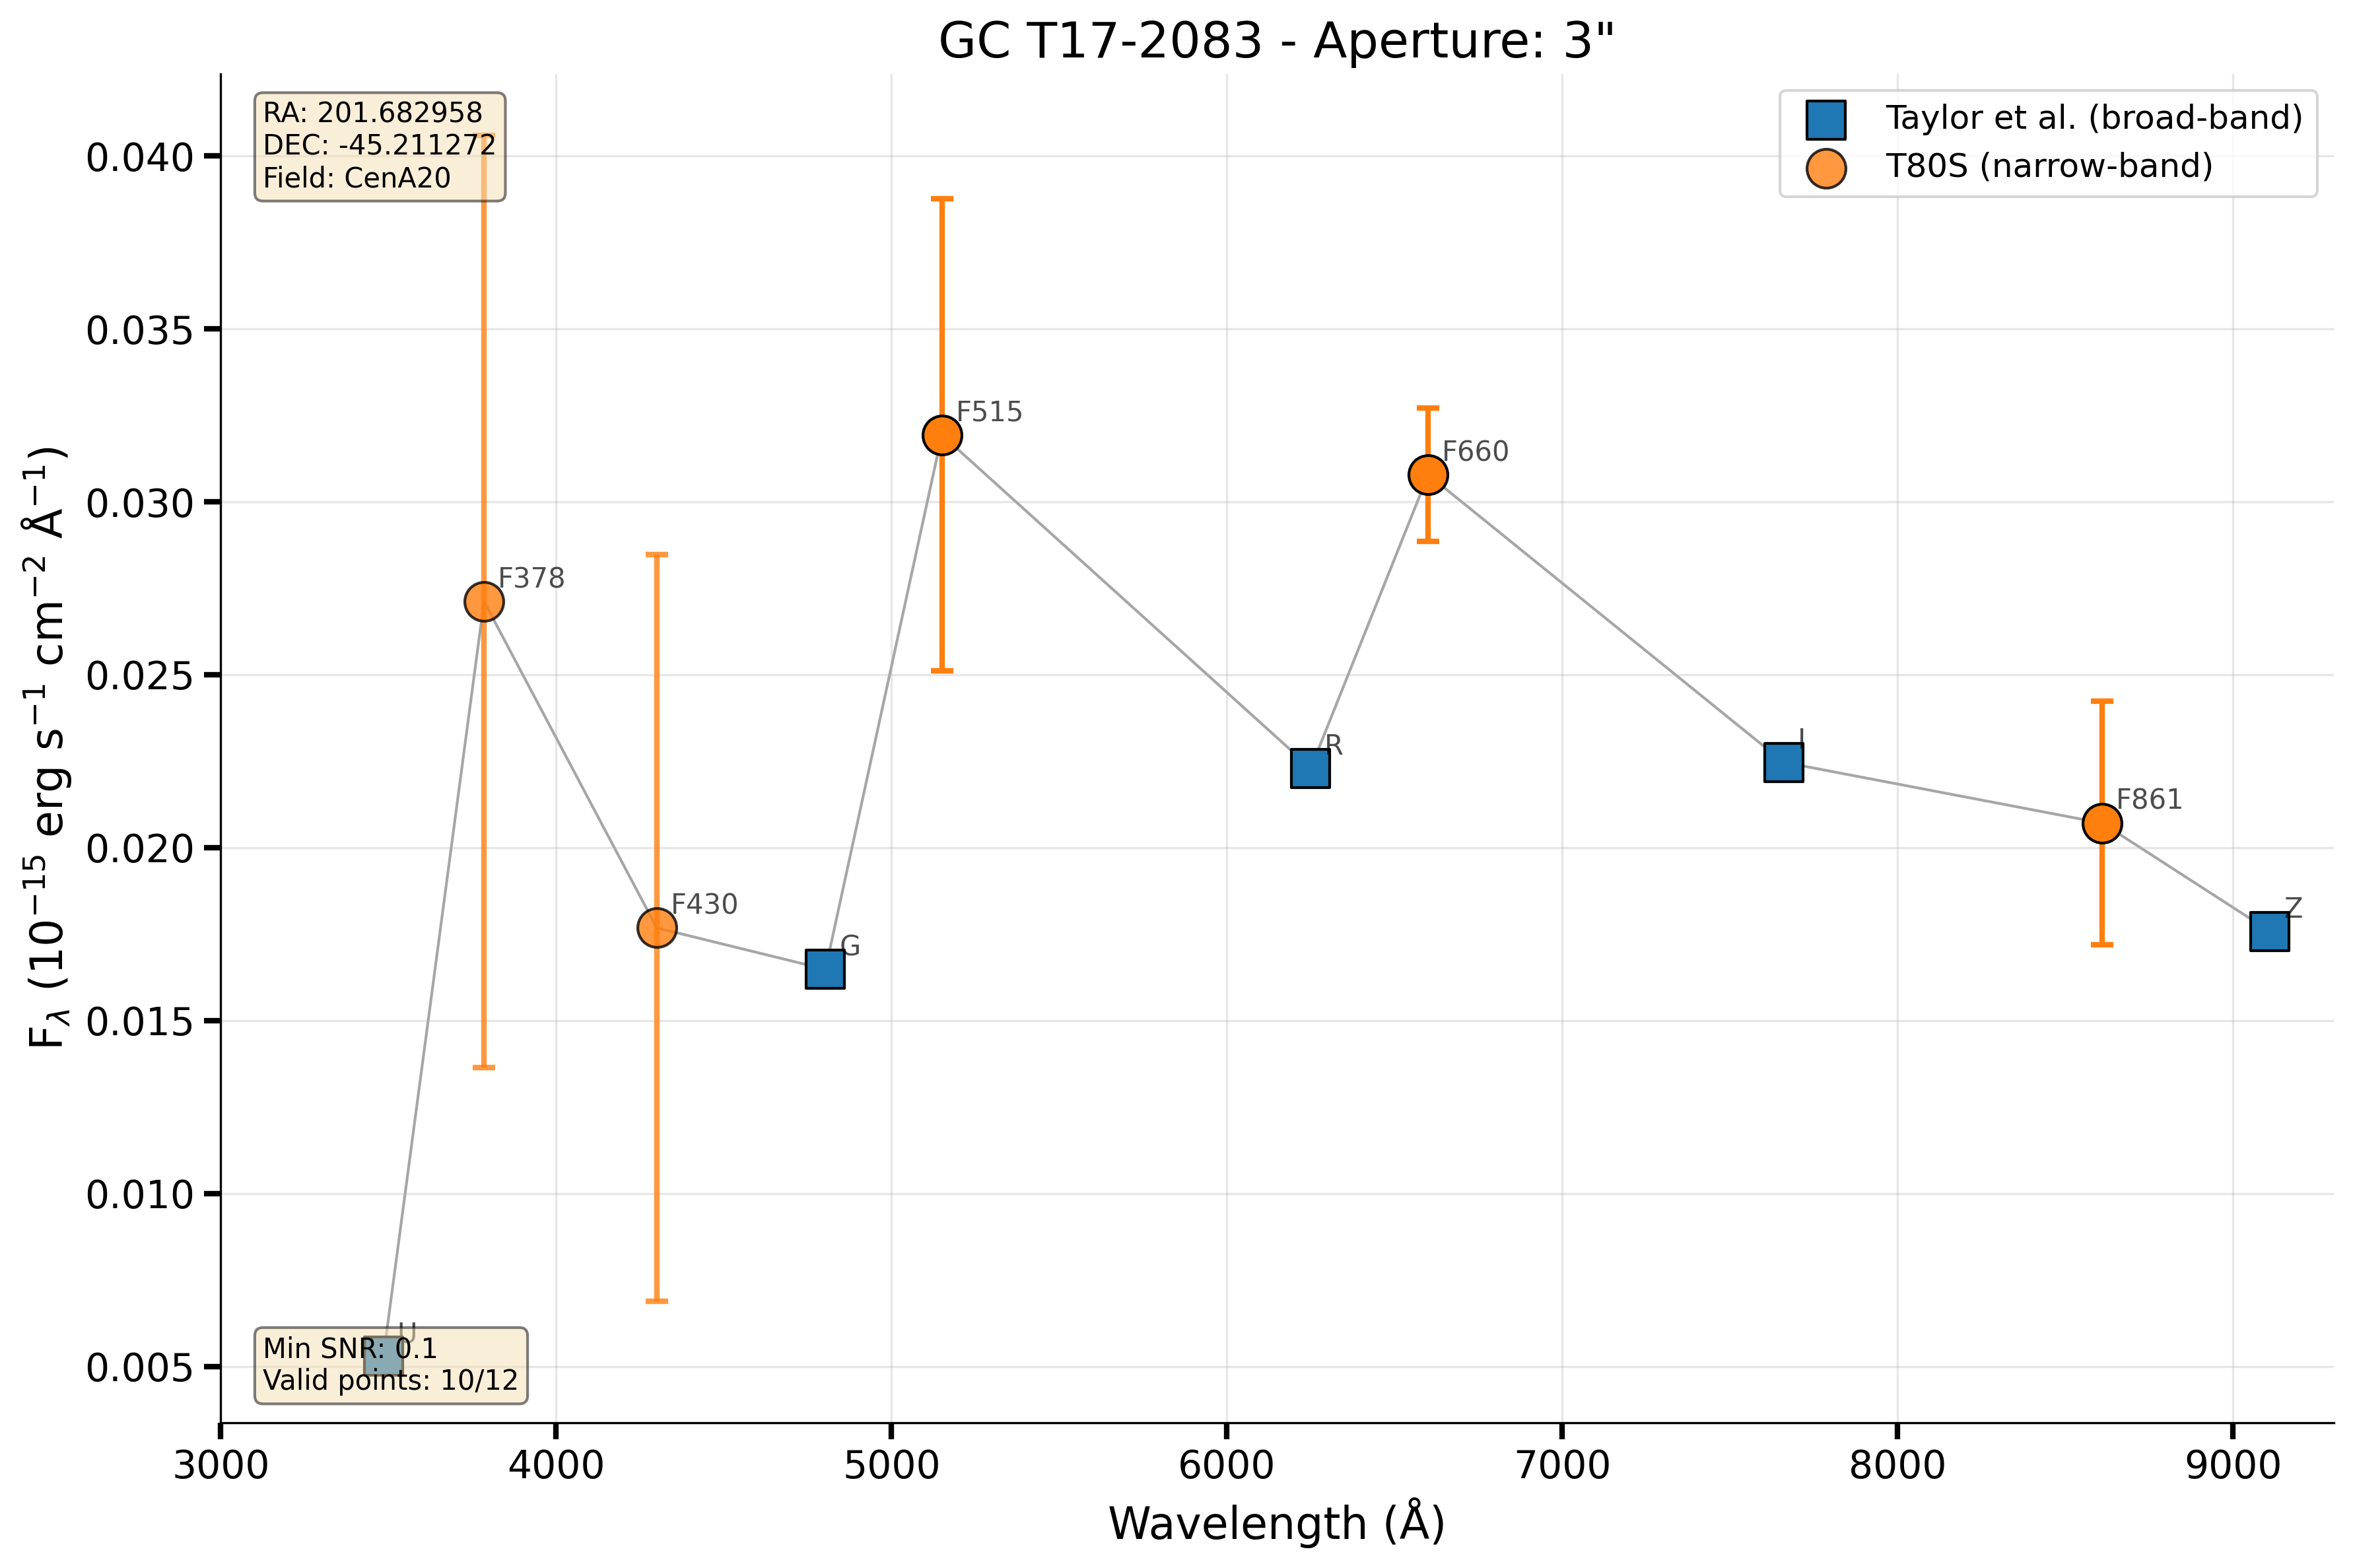 GC T17-2083 - Aperture: 3"
RA: 201.682958
DEC: -45.211272
Field: CenA20
Taylor et al. (broad-band)
T80S (narrow-band)
0.040
0.035
0.030
0.025
0.020
0.015
0.010
0.005
F_λ (10⁻¹⁵ erg s⁻¹ cm⁻² Å⁻¹)
U
F378
F430
G
F515
R
F660
I
F861
Z
Min SNR: 0.1
Valid points: 10/12
3000 4000 5000 6000 7000 8000 9000
Wavelength (Å)